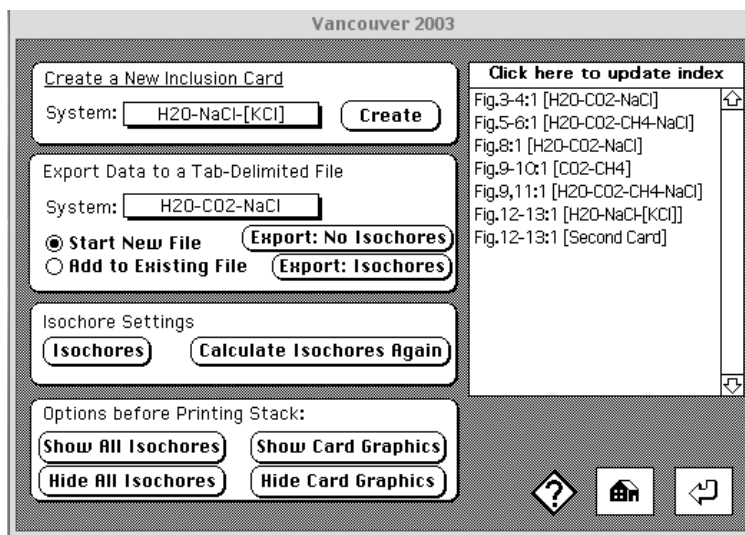 Vancouver 2003
Create a New Inclusion Card
System: H2O-NaCl-[KCl]
Create
Export Data to a Tab-Delimited File
System: H2O-CO2-NaCl
Start New File
Export: No Isochores
Add to Existing File
Export: Isochores
Isochore Settings
Isochores
Calculate Isochores Again
Options before Printing Stack:
Show All Isochores
Show Card Graphics
Hide All Isochores
Hide Card Graphics
Click here to update index
Fig.3-4:1 [H2O-CO2-NaCl]
Fig.5-6:1 [H2O-CO2-CH4-NaCl]
Fig.8:1 [H2O-CO2-NaCl]
Fig.9-10:1 [CO2-CH4]
Fig.9,11:1 [H2O-CO2-CH4-NaCl]
Fig.12-13:1 [H2O-NaCl-[KCl]]
Fig.12-13:1 [Second Card]
?